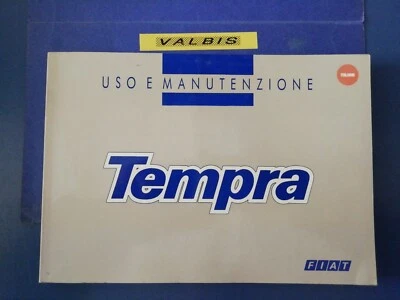 VALBIS
USO E MANUTENZIONE
Tempra
FIAT